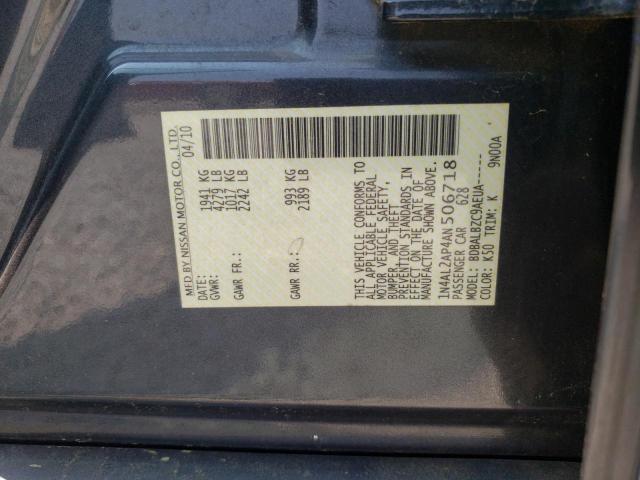 MFD BY NISSAN MOTOR CO., LTD.
DATE: 04/10
GVWR: 1941 KG
4279 LB
GAWR FR.: 1017 KG
2242 LB
GAWR RR.: 993 KG
2189 LB
THIS VEHICLE CONFORMS TO
ALL APPLICABLE FEDERAL
MOTOR VEHICLE SAFETY,
BUMPER, AND THEFT
PREVENTION STANDARDS IN
EFFECT ON THE DATE OF
MANUFACTURE SHOWN ABOVE.
1N4AL2AP4AN506718
PASSENGER CAR 628
MODEL: BDBALBZC9AEUA-----
COLOR: K50 TRIM: K 9N00A